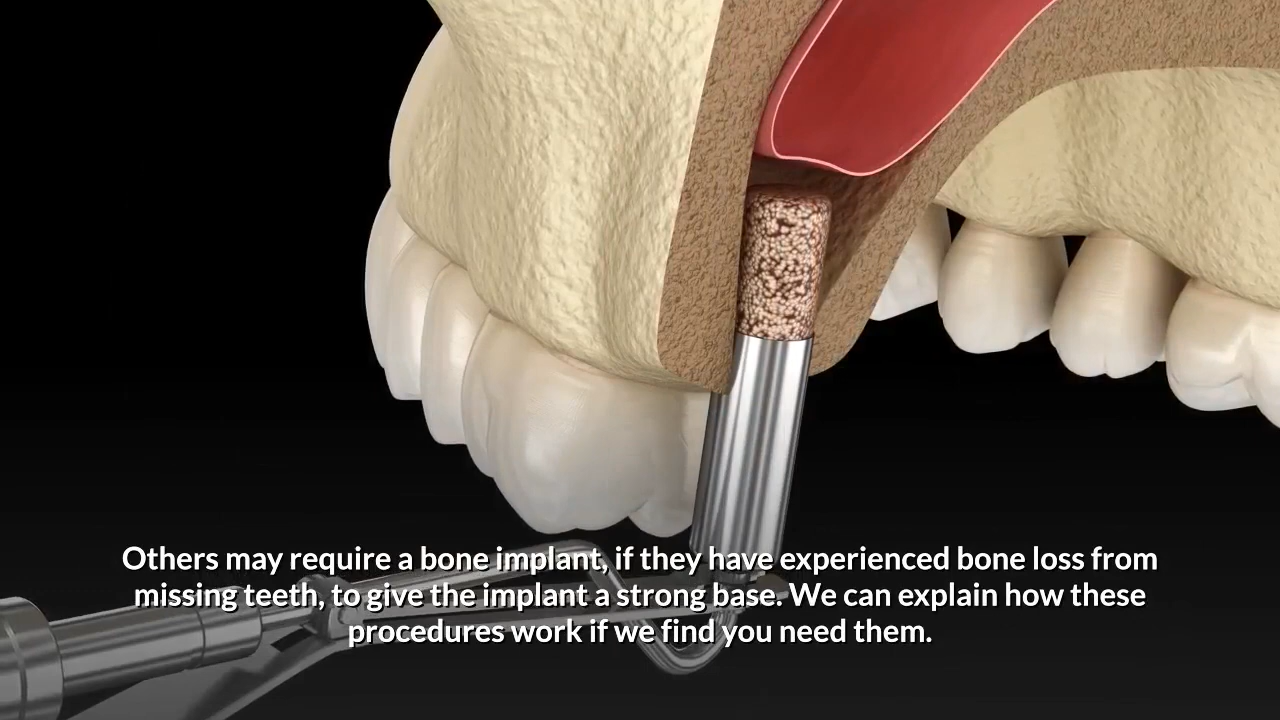 Others may require a bone implant, if they have experienced bone loss from
missing teeth, to give the implant a strong base. We can explain how these
procedures work if we find you need them.